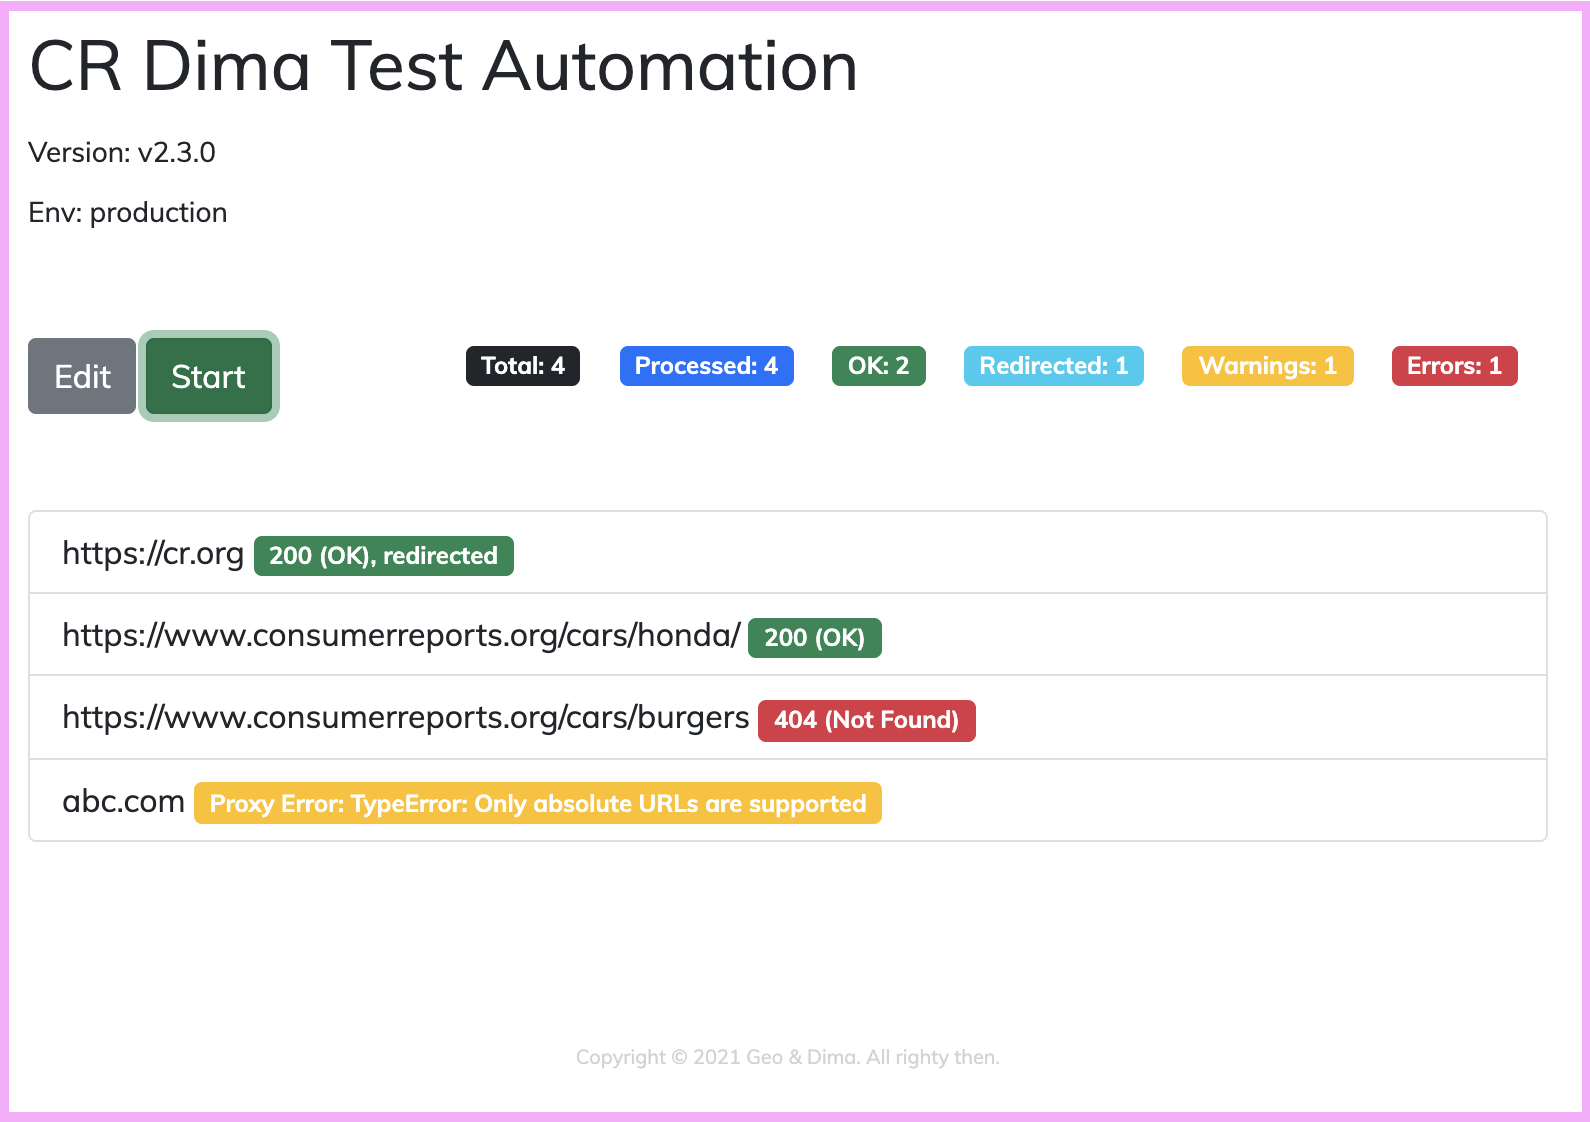 CR Dima Test Automation
Version: v2.3.0
Env: production
Edit Start Total: 4 Processed: 4 OK: 2 Redirected: 1 Warnings: 1 Errors: 1
https://cr.org 200 (OK), redirected
https://www.consumerreports.org/cars/honda/ 200 (OK)
https://www.consumerreports.org/cars/burgers 404 (Not Found)
abc.com Proxy Error: TypeError: Only absolute URLs are supported
Copyright © 2021 Geo & Dima. All righty then.